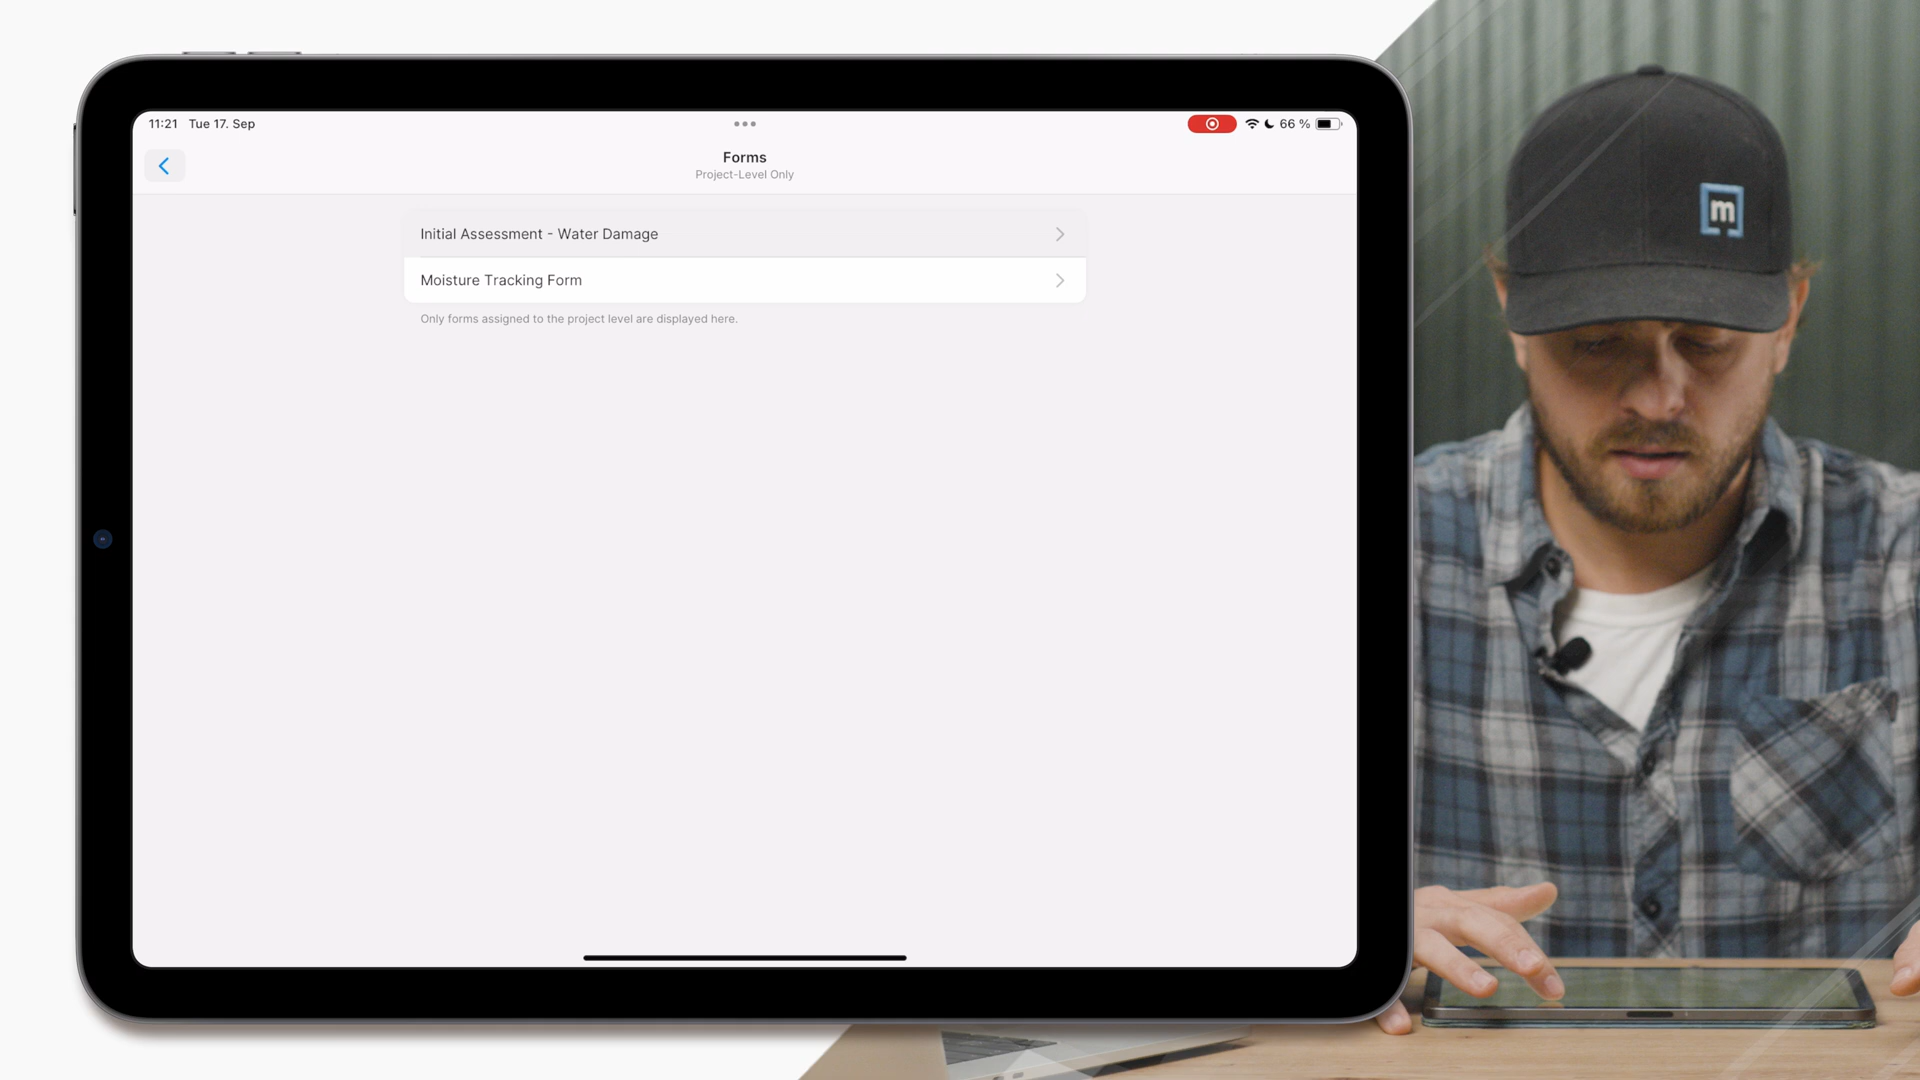 11:21 Tue 17. Sep
66 %
Forms
Project-Level Only
Initial Assessment - Water Damage
Moisture Tracking Form
Only forms assigned to the project level are displayed here.
m